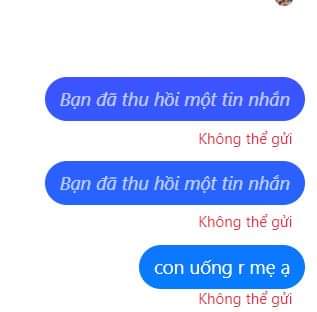 Bạn đã thu hồi một tin nhắn
Không thể gửi
Bạn đã thu hồi một tin nhắn
Không thể gửi
con uống r mẹ ạ
Không thể gửi